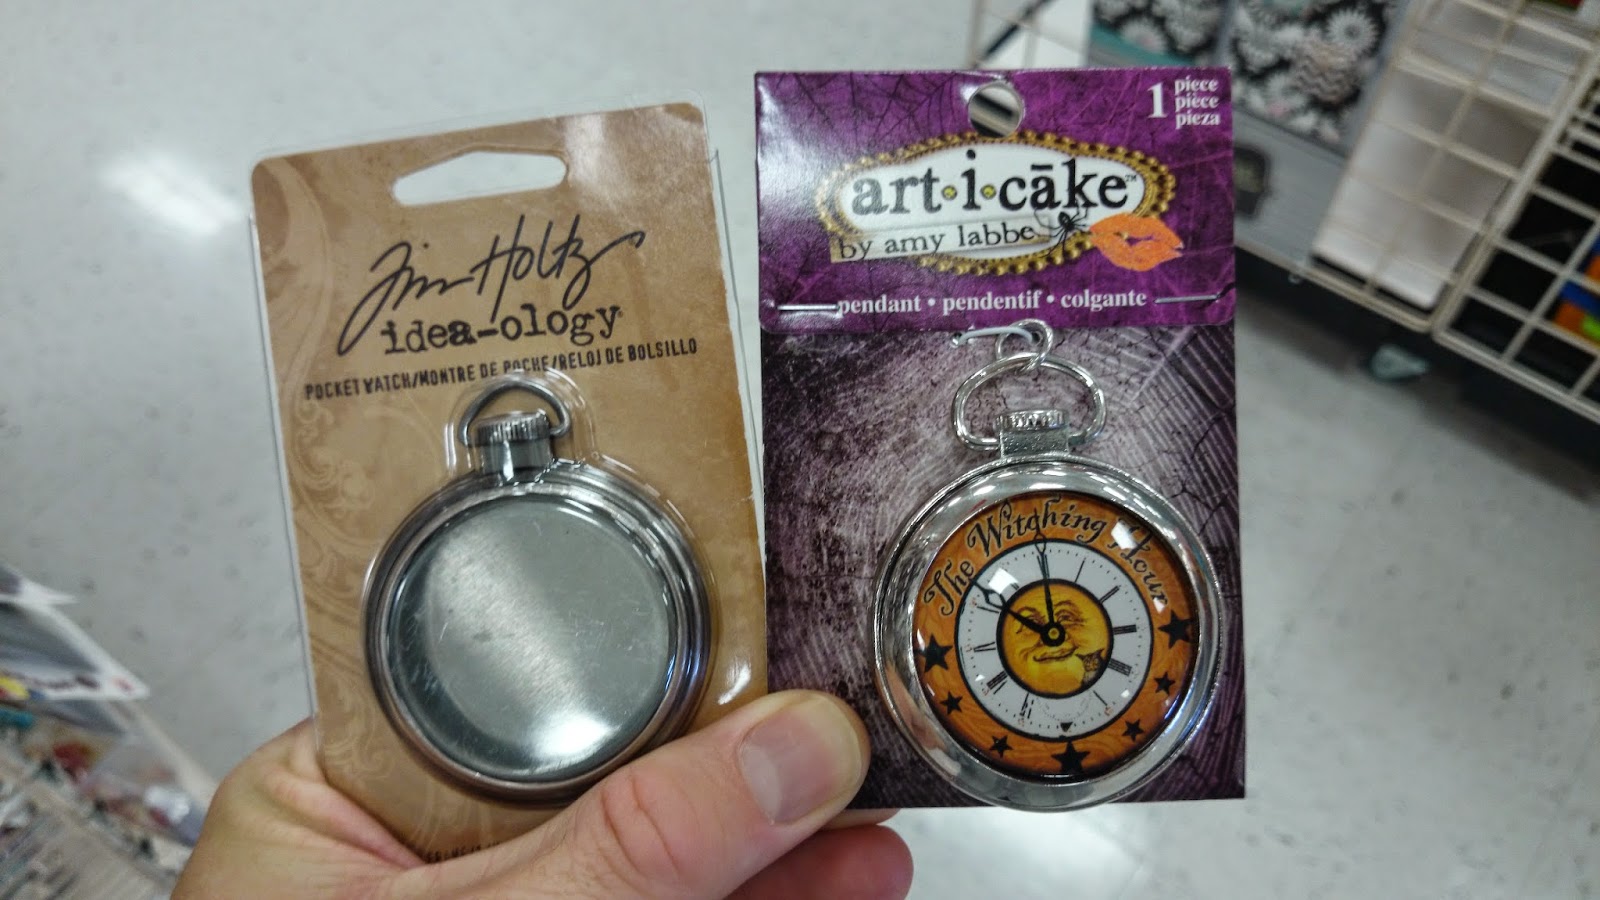 Tim Holtz
idea-ology
POCKET WATCH/MONTRE DE POCHE/RELOJ DE BOLSILLO
1 piece
pièce
pieza
art·i·cāke™
by amy labbe
pendant • pendentif • colgante
The Witching Hour